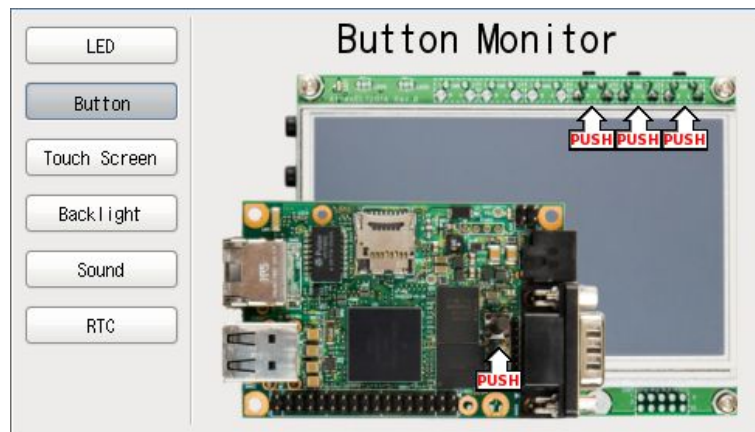 Button Monitor
LED
Button
Touch Screen
Backlight
Sound
RTC
PUSH PUSH PUSH
PUSH